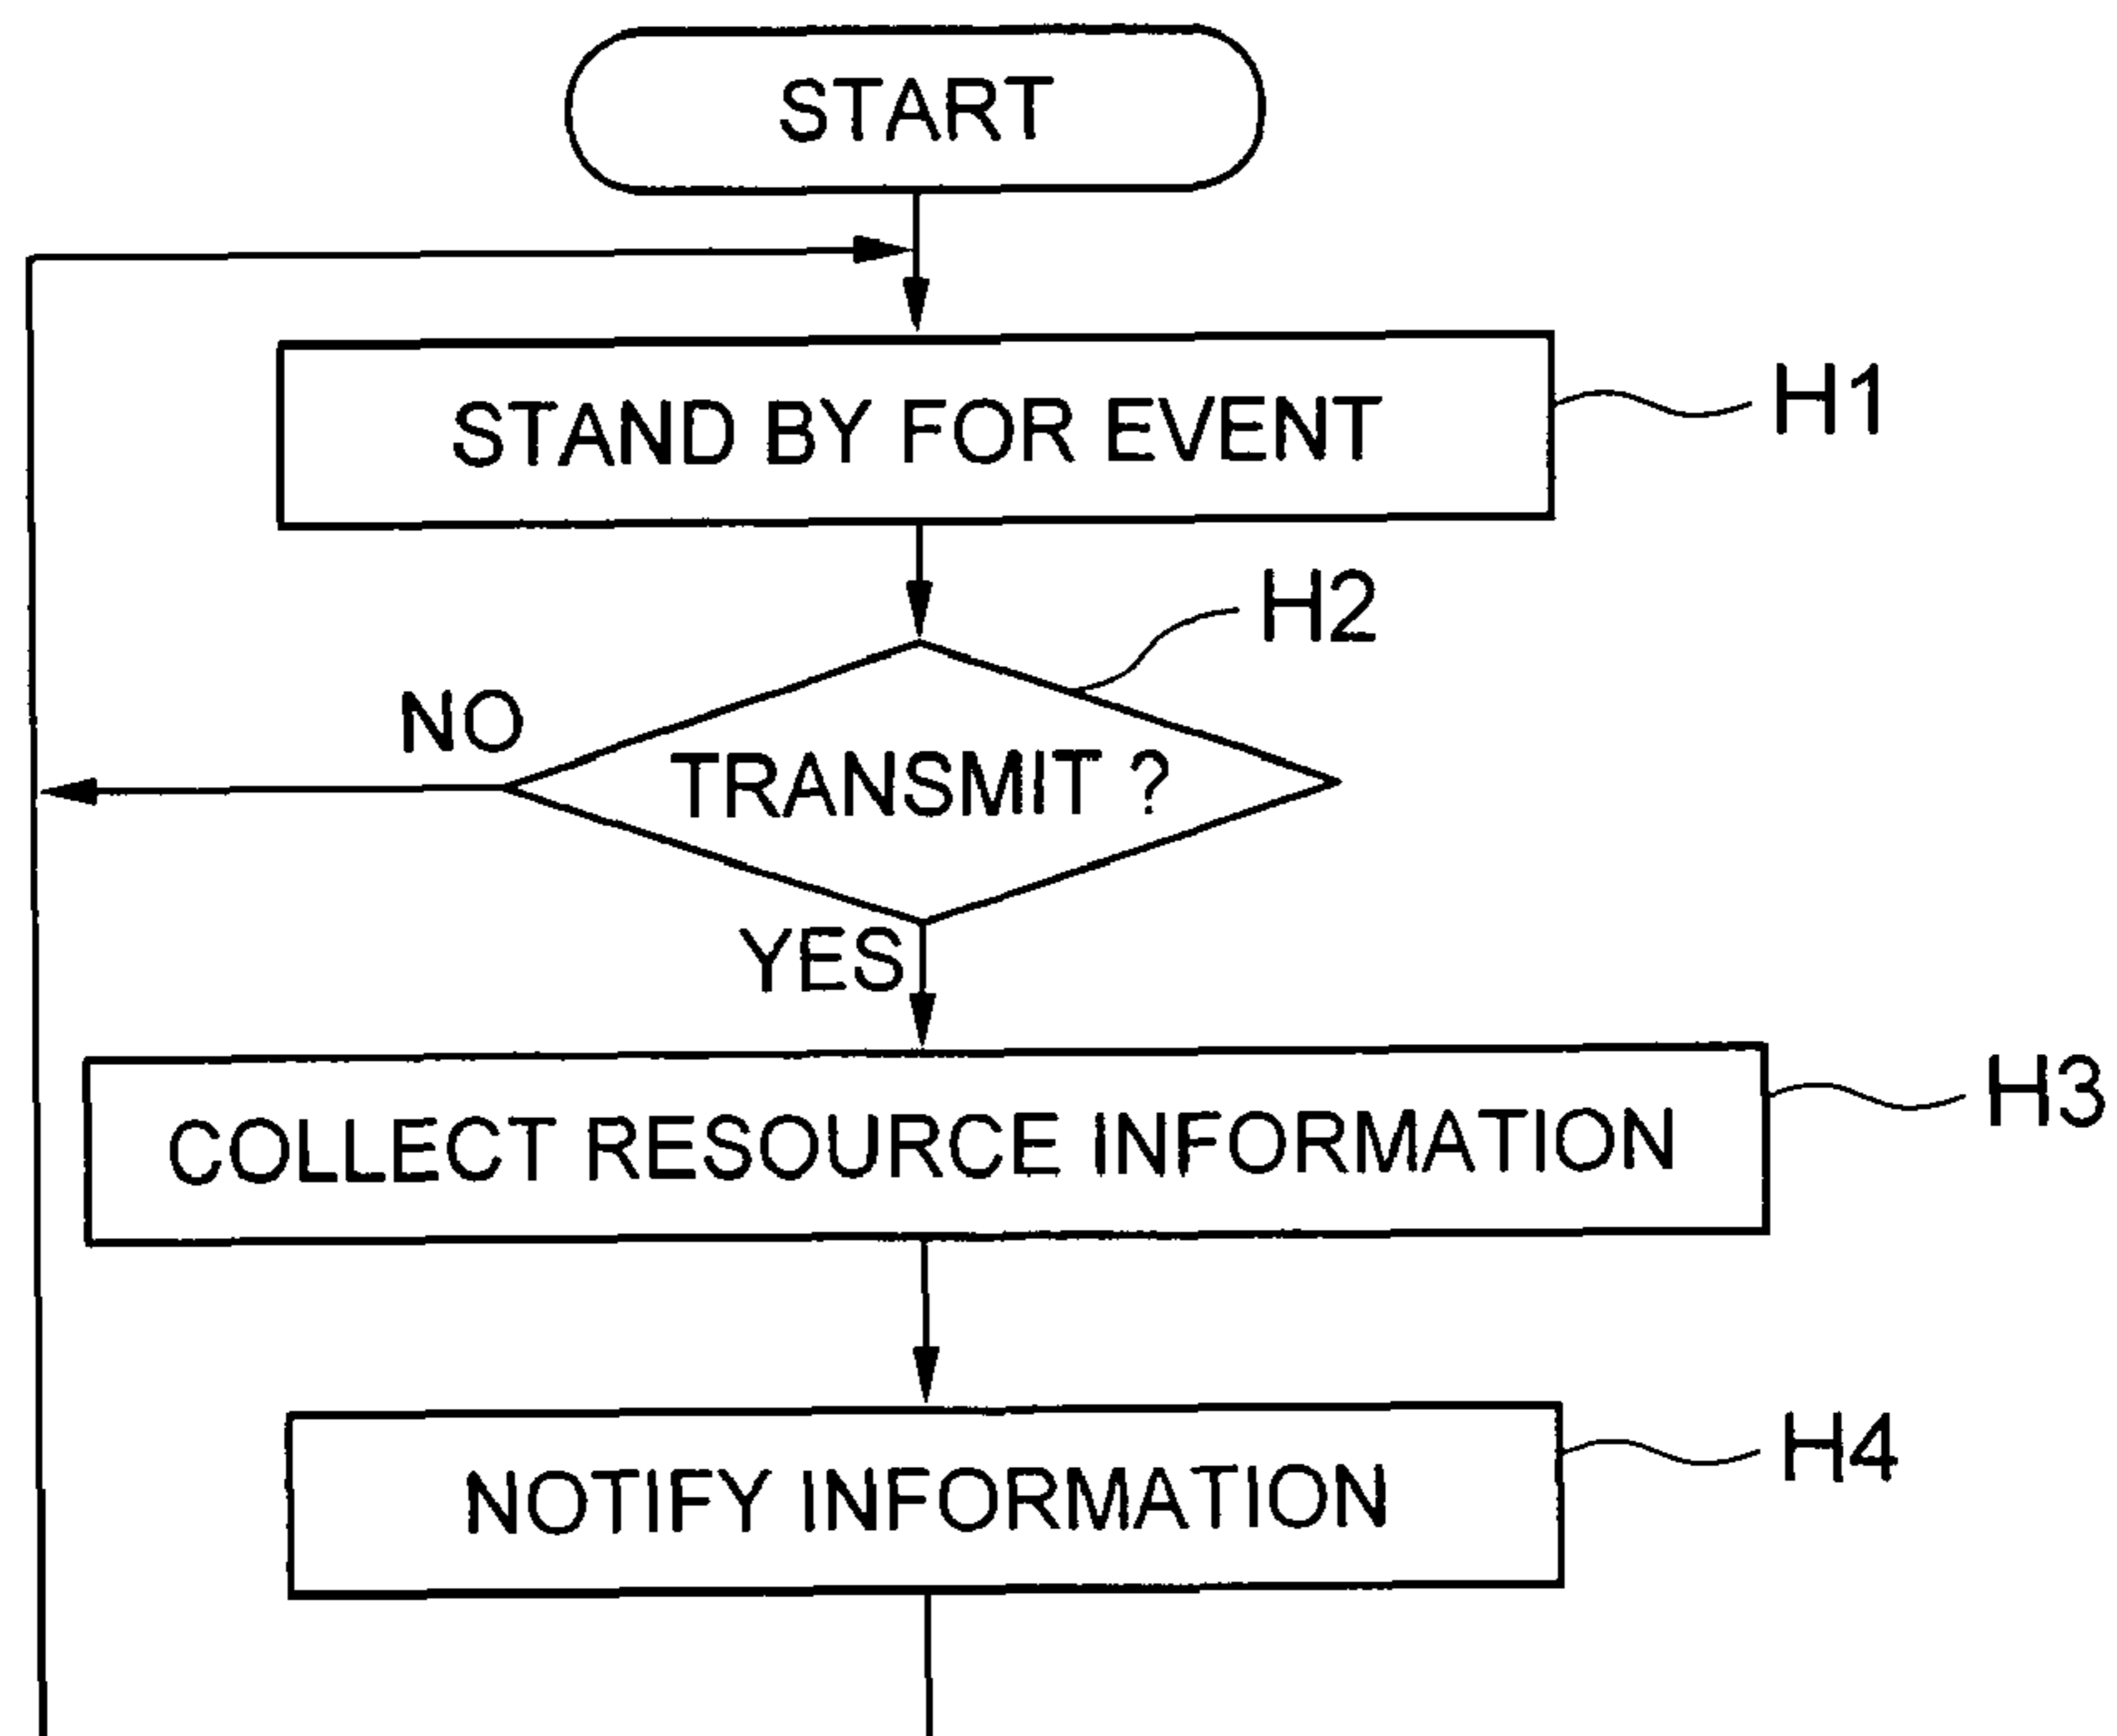 START
STAND BY FOR EVENT
H1
H2
NO
TRANSMIT ?
YES
COLLECT RESOURCE INFORMATION
H3
NOTIFY INFORMATION
H4